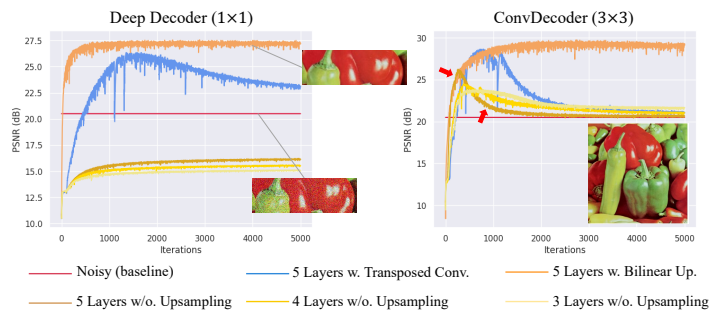 Deep Decoder (1×1)
ConvDecoder (3×3)
27.5
25.0
22.5
20.0
17.5
15.0
12.5
10.0
PSNR (dB)
0
1000
2000
3000
4000
5000
Iterations
30
25
20
15
10
PSNR (dB)
0
1000
2000
3000
4000
5000
Iterations
Noisy (baseline)
5 Layers w. Transposed Conv.
5 Layers w. Bilinear Up.
5 Layers w/o. Upsampling
4 Layers w/o. Upsampling
3 Layers w/o. Upsampling